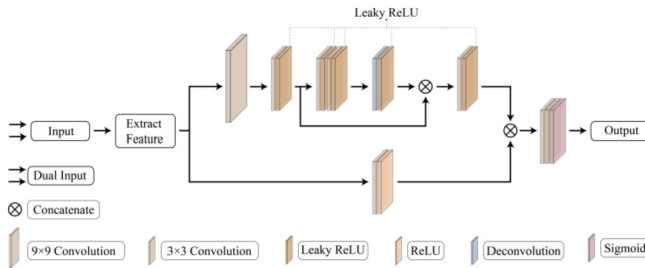 Leaky ReLU
Input
Extract
Feature
Output
Dual Input
Concatenate
9×9 Convolution
3×3 Convolution
Leaky ReLU
ReLU
Deconvolution
Sigmoid